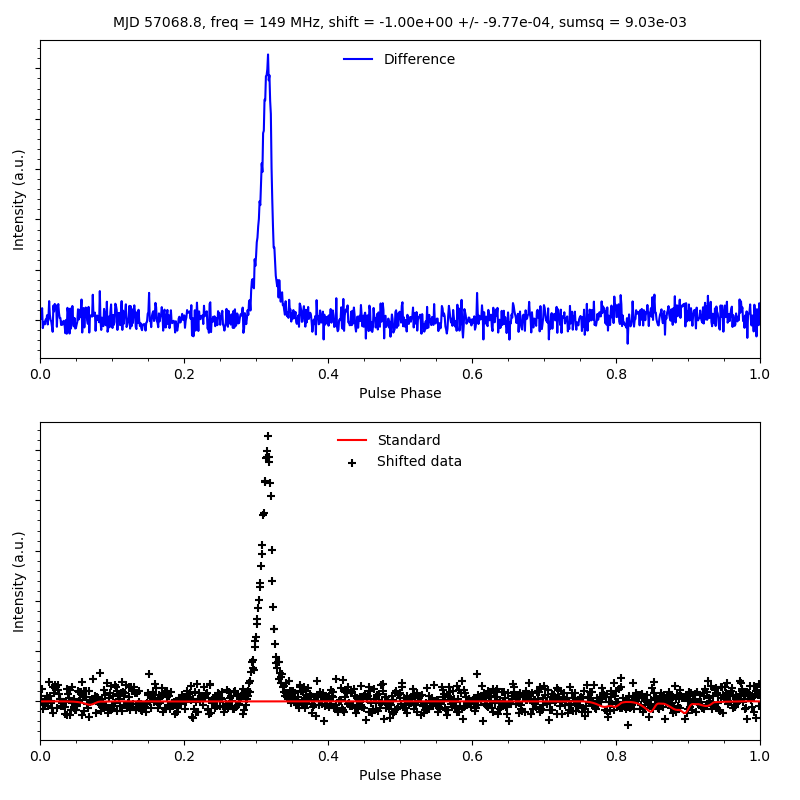 MJD 57068.8, freq = 149 MHz, shift = -1.00e+00 +/- -9.77e-04, sumsq = 9.03e-03
Difference
Intensity (a.u.)
0.0 0.2 0.4 0.6 0.8 1.0
Pulse Phase
Standard
Shifted data
Intensity (a.u.)
0.0 0.2 0.4 0.6 0.8 1.0
Pulse Phase